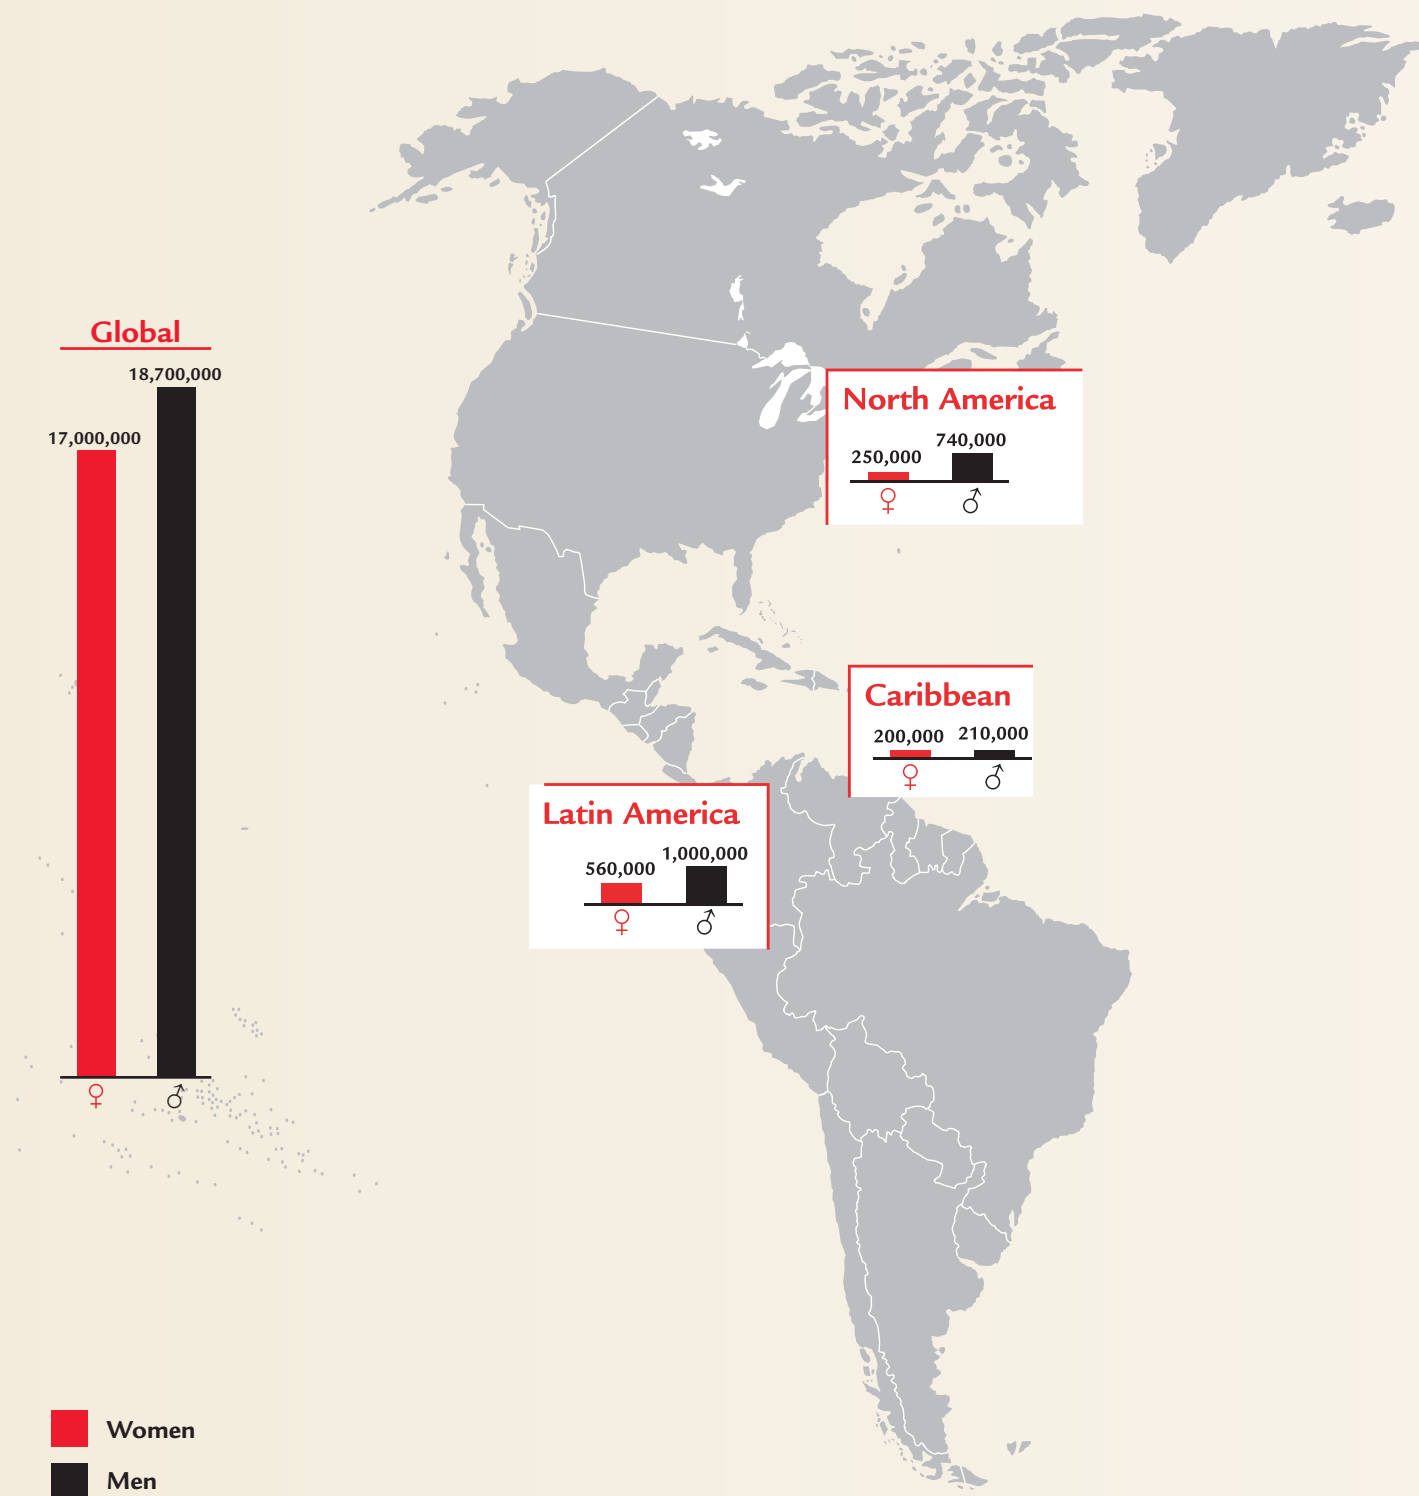 Global
18,700,000
17,000,000
♀ ♂
North America
740,000
250,000
♀ ♂
Caribbean
200,000 210,000
♀ ♂
Latin America
1,000,000
560,000
♀ ♂
Women
Men